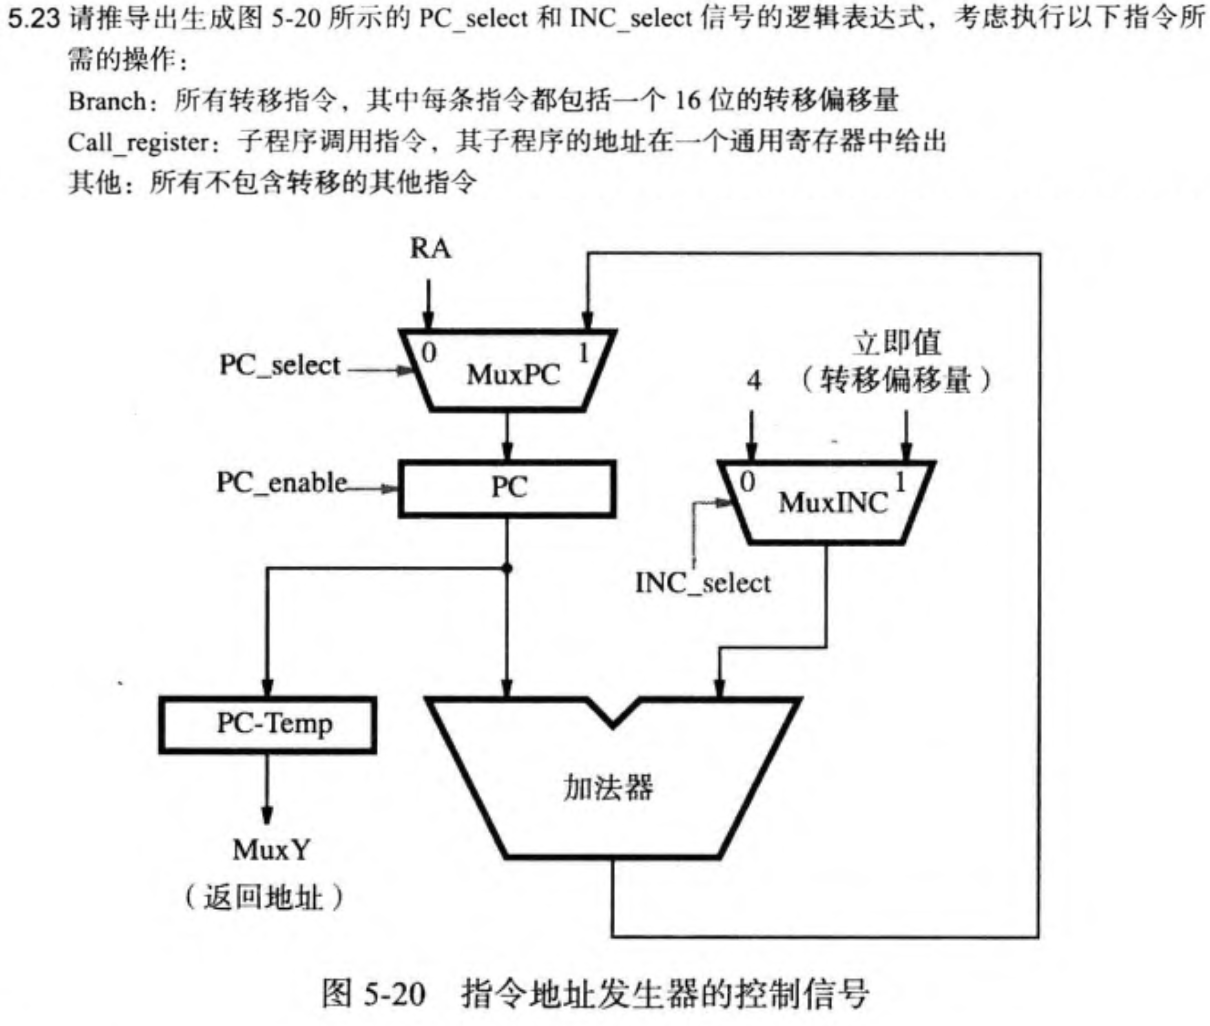 5.23 请推导出生成图 5-20 所示的 PC_select 和 INC_select 信号的逻辑表达式，考虑执行以下指令所
需的操作：
Branch：所有转移指令，其中每条指令都包括一个 16 位的转移偏移量
Call_register：子程序调用指令，其子程序的地址在一个通用寄存器中给出
其他：所有不包含转移的其他指令
RA
PC_select
0
1
MuxPC
立即值
4
（转移偏移量）
PC_enable
PC
0
1
MuxINC
INC_select
PC-Temp
加法器
MuxY
（返回地址）
图 5-20 指令地址发生器的控制信号